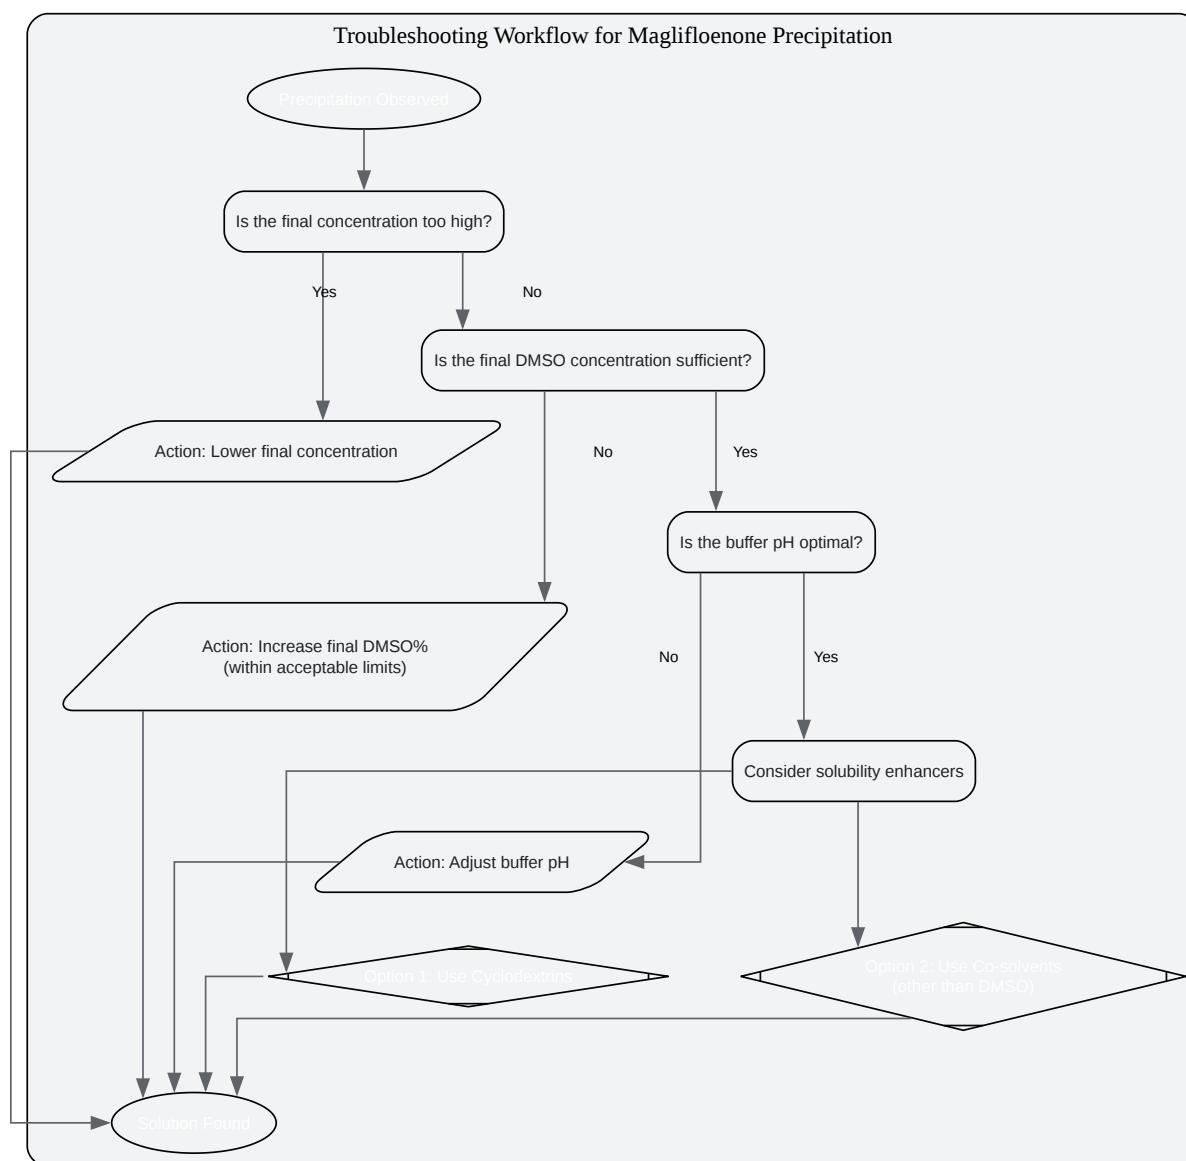 Troubleshooting Workflow for Maglifloenone Precipitation
Precipitation Observed
Is the final concentration too high?
Yes
No
Is the final DMSO concentration sufficient?
Action: Lower final concentration
No
Yes
Is the buffer pH optimal?
Action: Increase final DMSO%
(within acceptable limits)
No
Yes
Consider solubility enhancers
Action: Adjust buffer pH
Option 1: Use Cyclodextrins
Option 2: Use Co-solvents
(other than DMSO)
Solution Found